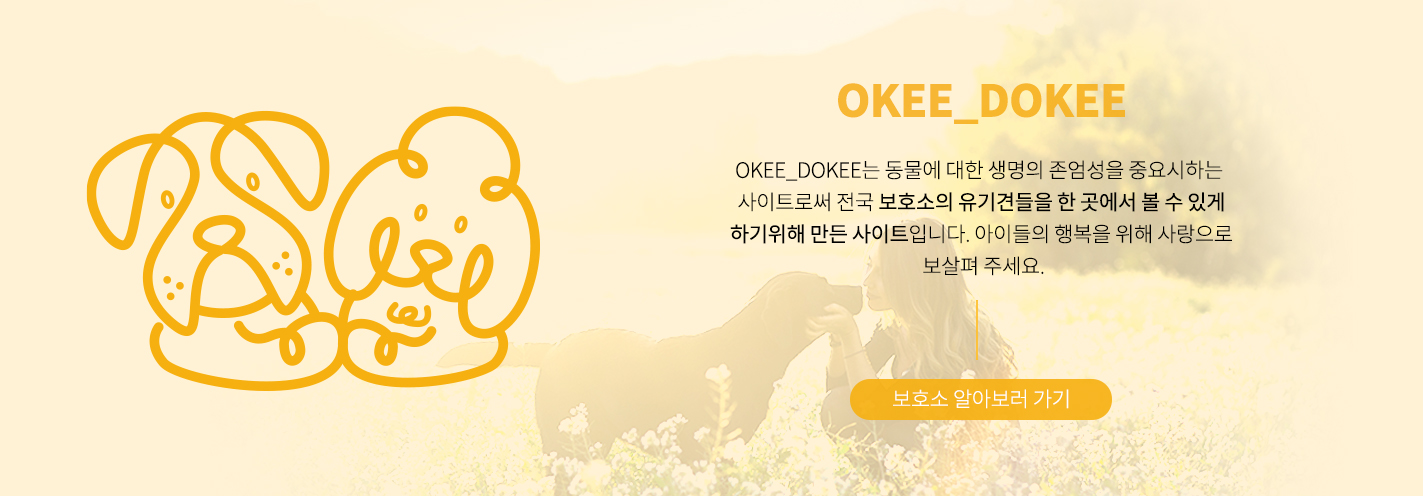 OKEE_DOKEE
OKEE_DOKEE는 동물에 대한 생명의 존엄성을 중요시하는
사이트로써 전국 보호소의 유기견들을 한 곳에서 볼 수 있게
하기위해 만든 사이트입니다. 아이들의 행복을 위해 사랑으로
보살펴 주세요.
보호소 알아보러 가기